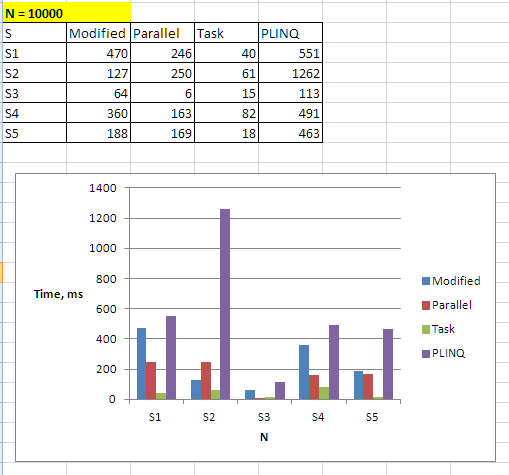 N = 10000
S Modified Parallel Task PLINQ
S1 470 246 40 551
S2 127 250 61 1262
S3 64 6 15 113
S4 360 163 82 491
S5 188 169 18 463
1400
1200
1000
800
600
400
200
0
Time, ms
S1 S2 S3 S4 S5
N
Modified
Parallel
Task
PLINQ